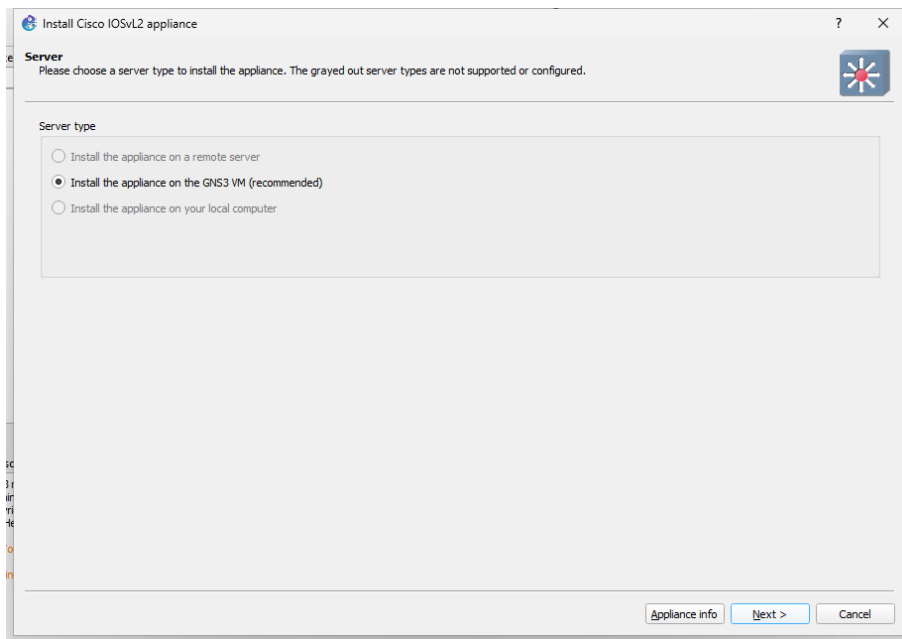 Install Cisco IOSvL2 appliance
Server
Please choose a server type to install the appliance. The grayed out server types are not supported or configured.
Server type
Install the appliance on a remote server
Install the appliance on the GNS3 VM (recommended)
Install the appliance on your local computer
Appliance info
Next >
Cancel